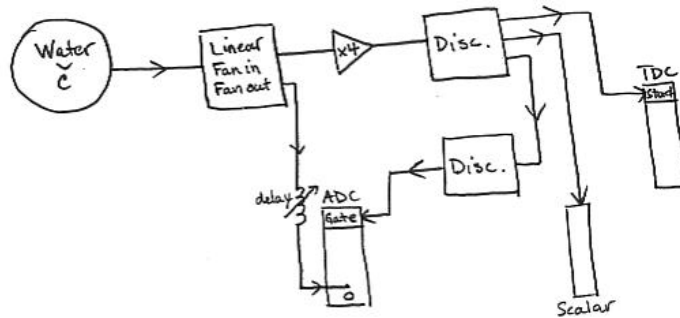 Water
Č
Linear
Fan in
Fan out
x4
Disc.
TDC
Start
Disc.
delay
ADC
Gate
0
Scalar